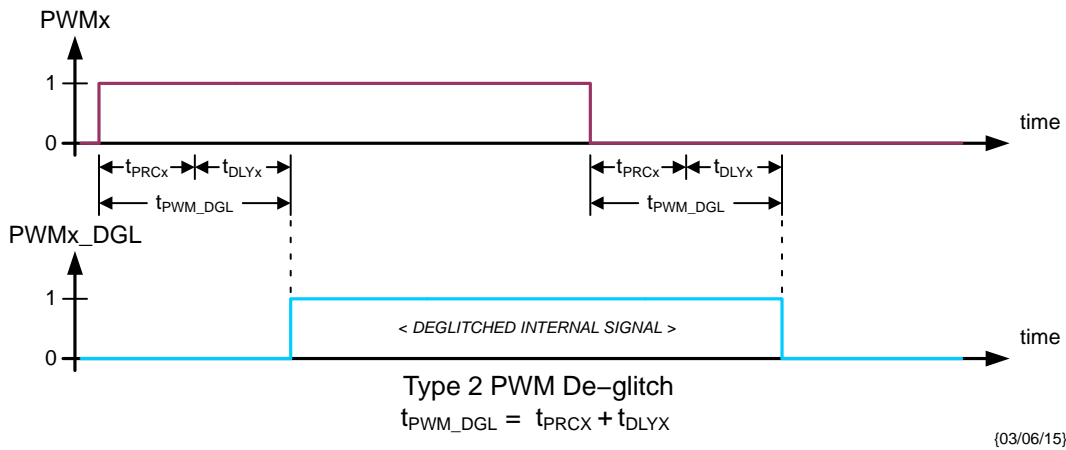 PWMx
1
0
time
tPRCx tDLYx tPRCx tDLYx
tPWM_DGL tPWM_DGL
PWMx_DGL
1
< DEGLITCHED INTERNAL SIGNAL >
0
time
Type 2 PWM De−glitch
tPWM_DGL = tPRCX + tDLYX
{03/06/15}